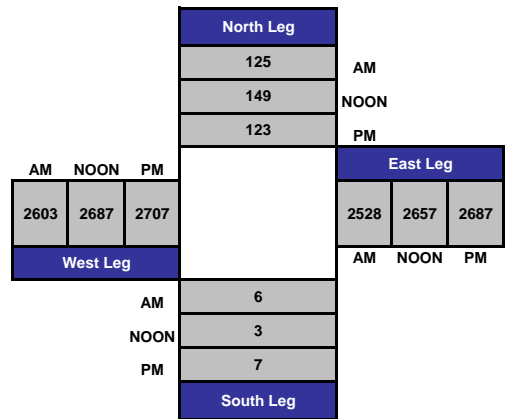 North Leg
125 AM
149 NOON
123 PM
AM NOON PM
East Leg
2603 2687 2707
2528 2657 2687
West Leg
AM NOON PM
AM 6
NOON 3
PM 7
South Leg